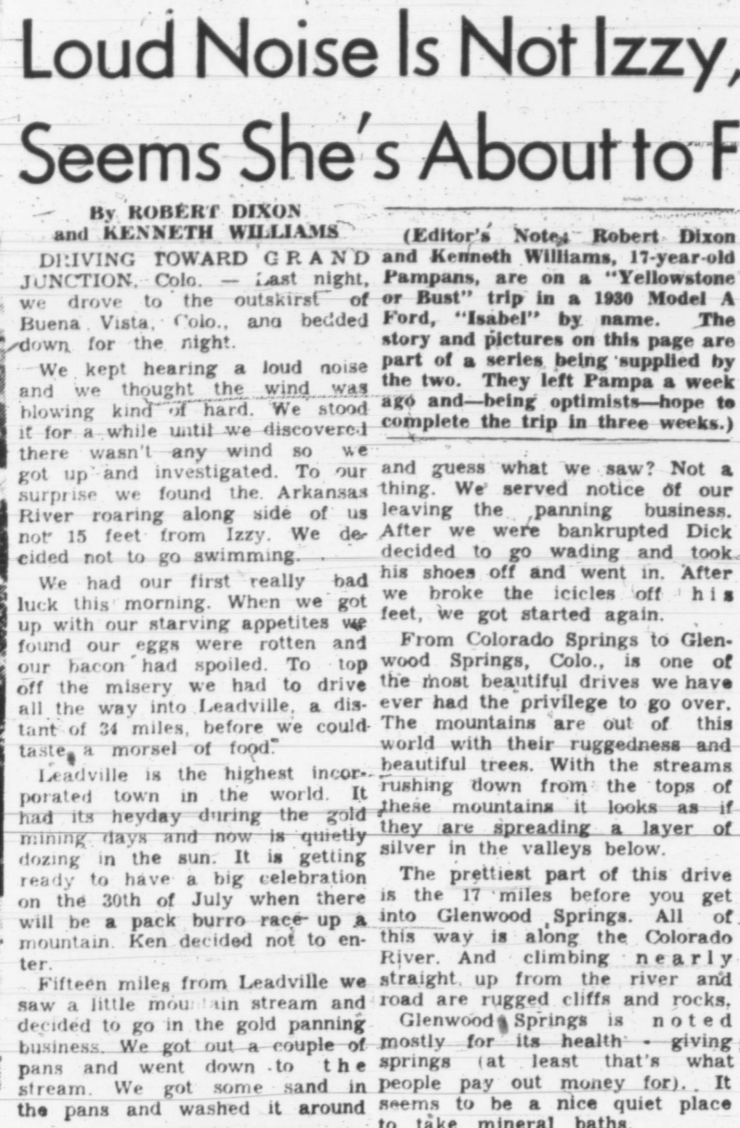 Loud Noise Is Not Izzy,
Seems She's About to F
By ROBERT DIXON
and KENNETH WILLIAMS
DRIVING TOWARD GRAND
JUNCTION, Colo. — Last night,
we drove to the outskirst of
Buena Vista, Colo., and bedded
down for the night.
We kept hearing a loud noise
and we thought the wind was
blowing kind of hard. We stood
it for a while until we discovered
there wasn't any wind so we
got up and investigated. To our
surprise we found the Arkansas
River roaring along side of us
not 15 feet from Izzy. We de-
cided not to go swimming.
We had our first really bad
luck this morning. When we got
up with our starving appetites we
found our eggs were rotten and
our bacon had spoiled. To top
off the misery we had to drive
all the way into Leadville, a dis-
tant of 34 miles, before we could
taste a morsel of food.
Leadville is the highest incor-
porated town in the world. It
had its heyday during the gold
mining days and now is quietly
dozing in the sun. It is getting
ready to have a big celebration
on the 30th of July when there
will be a pack burro race up a
mountain. Ken decided not to en-
ter.
Fifteen miles from Leadville we
saw a little mountain stream and
decided to go in the gold panning
business. We got out a couple of
pans and went down to the
stream. We got some sand in
the pans and washed it around
(Editor's Note: Robert Dixon
and Kenneth Williams, 17-year-old
Pampans, are on a "Yellowstone
or Bust" trip in a 1930 Model A
Ford, "Isabel" by name. The
story and pictures on this page are
part of a series being supplied by
the two. They left Pampa a week
ago and—being optimists—hope to
complete the trip in three weeks.)
and guess what we saw? Not a
thing. We served notice of our
leaving the panning business.
After we were bankrupted Dick
decided to go wading and took
his shoes off and went in. After
we broke the icicles off his
feet, we got started again.
From Colorado Springs to Glen-
wood Springs, Colo., is one of
the most beautiful drives we have
ever had the privilege to go over.
The mountains are out of this
world with their ruggedness and
beautiful trees. With the streams
rushing down from the tops of
these mountains it looks as if
they are spreading a layer of
silver in the valleys below.
The prettiest part of this drive
is the 17 miles before you get
into Glenwood Springs. All of
this way is along the Colorado
River. And climbing nearly
straight up from the river and
road are rugged cliffs and rocks.
Glenwood Springs is noted
mostly for its health - giving
springs (at least that's what
people pay out money for). It
seems to be a nice quiet place
to take mineral baths.